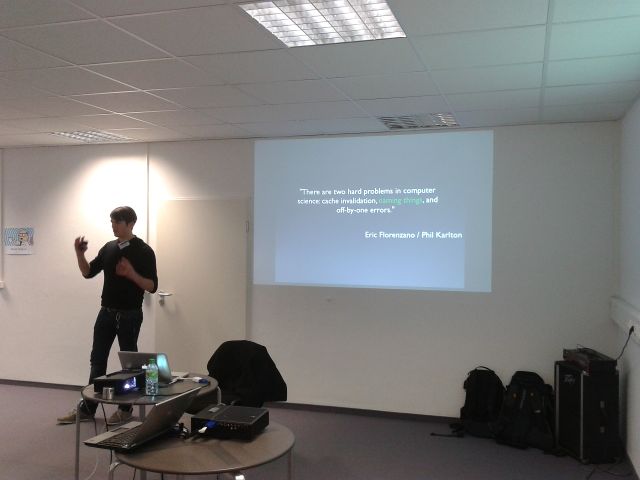 "There are two hard problems in computer
science: cache invalidation, naming things, and
off-by-one errors."
Eric Florenzano / Phil Karlton